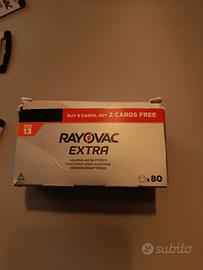 SIZE
13
BUY 8 CARDS, GET 2 CARDS FREE
RAYOVAC
EXTRA
HEARING AID BATTERIES
PILES POUR AIDES AUDITIVES
HÖRGERÄTEBATTERIEN
x80
subito